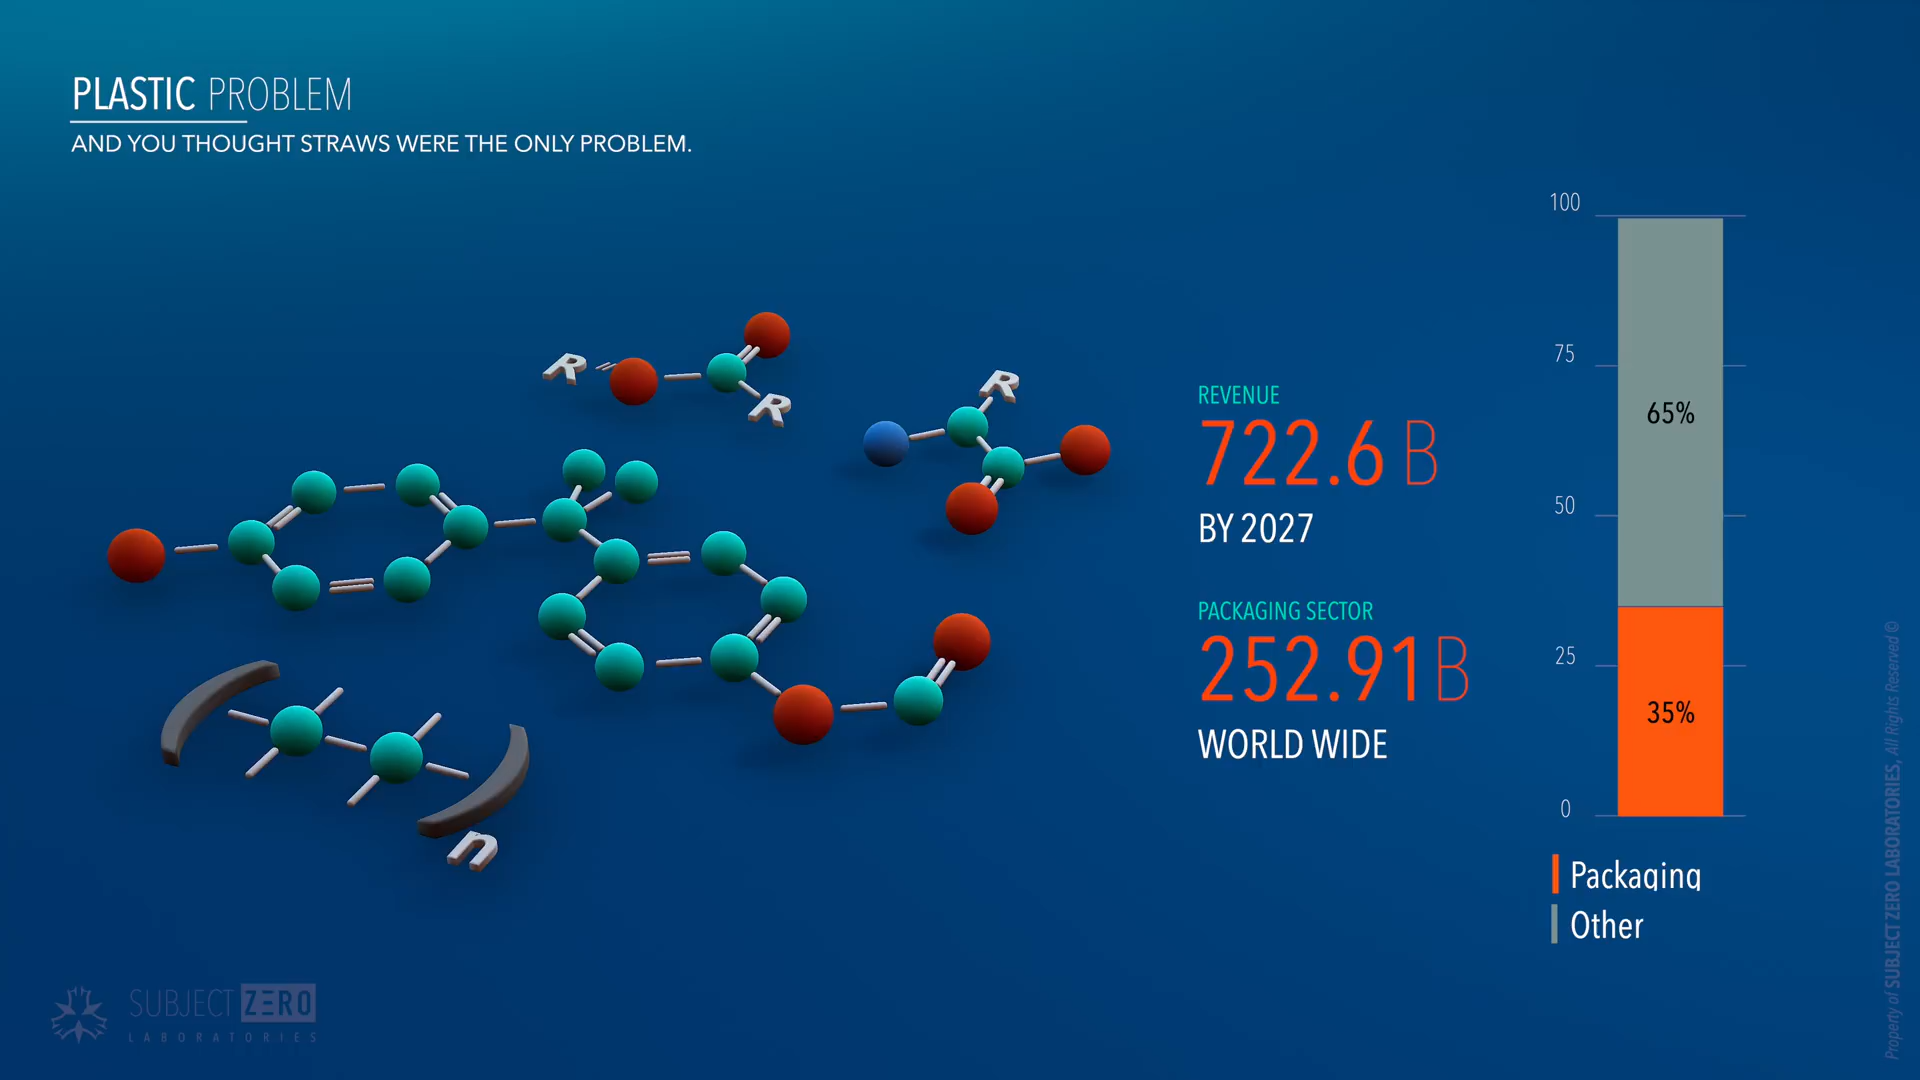 PLASTIC PROBLEM
AND YOU THOUGHT STRAWS WERE THE ONLY PROBLEM.
R
R
R
n
REVENUE
722.6 B
BY 2027
PACKAGING SECTOR
252.91B
WORLD WIDE
100
75
50
25
0
65%
35%
Packaging
Other
SUBJECT ZERO
LABORATORIES
Property of SUBJECT ZERO LABORATORIES, All Rights Reserved ©